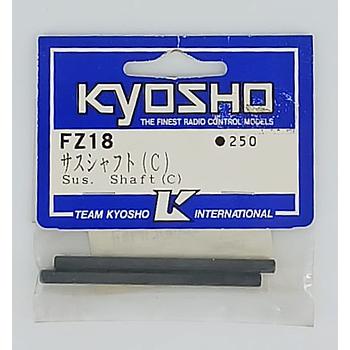 KYOSHO
THE FINEST RADIO CONTROL MODELS
FZ18 ●250
サスシャフト(C)
Sus. Shaft(C)
TEAM KYOSHO K INTERNATIONAL